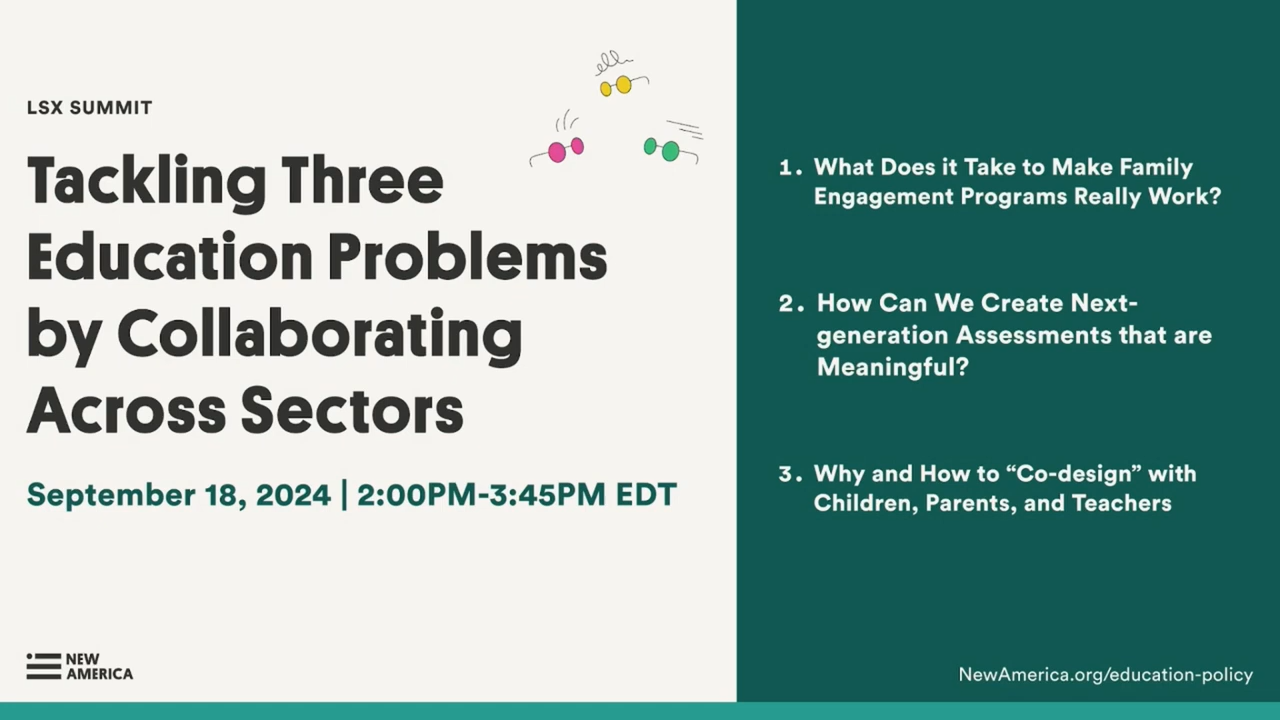 LSX SUMMIT
Tackling Three
Education Problems
by Collaborating
Across Sectors
September 18, 2024 | 2:00PM-3:45PM EDT
NEW
AMERICA
1. What Does it Take to Make Family
Engagement Programs Really Work?
2. How Can We Create Next-
generation Assessments that are
Meaningful?
3. Why and How to “Co-design” with
Children, Parents, and Teachers
NewAmerica.org/education-policy